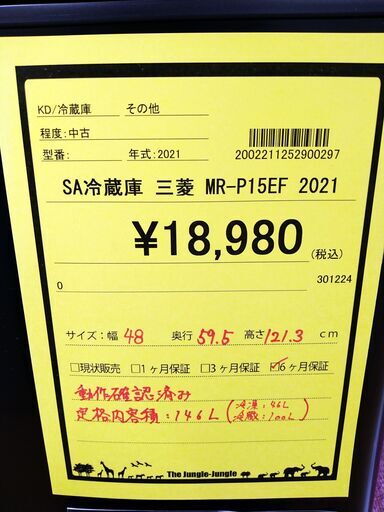 KD/冷蔵庫 その他
程度:中古
型番: 年式:2021
2002211252900297
SA冷蔵庫 三菱 MR-P15EF 2021
¥18,980(税込)
0 301224
サイズ:幅 48 奥行 59.5 高さ 121.3 cm
□現状販売 □1ヶ月保証 □3ヶ月保証 ☑6ヶ月保証
動作確認済み
定格内容積:146L(冷凍:46L
冷蔵:100L)
The Jungle-Jungle